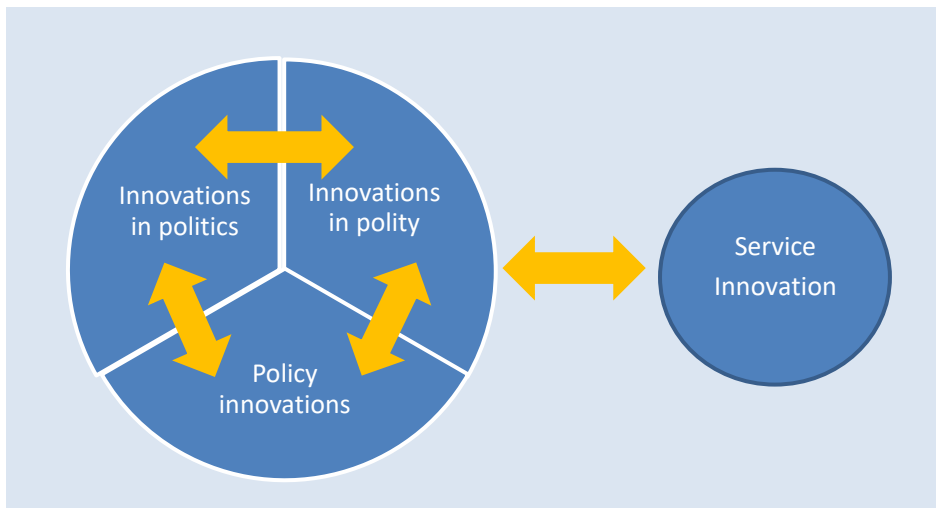 Innovations
in politics
Innovations
in polity
Policy
innovations
Service
Innovation